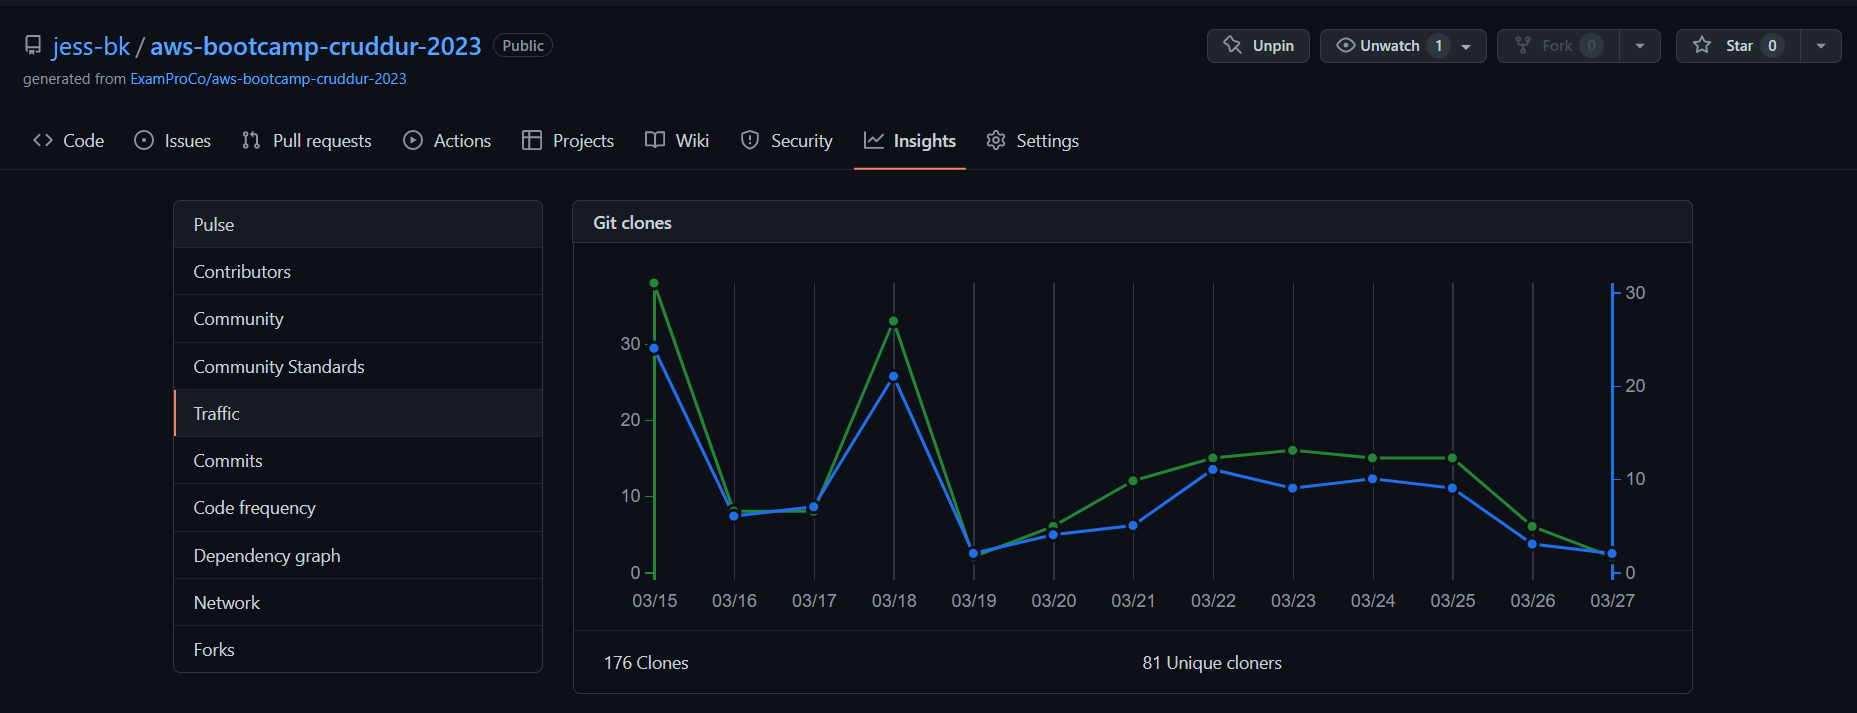 jess-bk / aws-bootcamp-cruddur-2023 Public
Unpin Unwatch 1 Fork 0 Star 0
generated from ExamProCo/aws-bootcamp-cruddur-2023
Code Issues Pull requests Actions Projects Wiki Security Insights Settings
Pulse
Contributors
Community
Community Standards
Traffic
Commits
Code frequency
Dependency graph
Network
Forks
Git clones
30
20
10
0
30
20
10
0
03/15 03/16 03/17 03/18 03/19 03/20 03/21 03/22 03/23 03/24 03/25 03/26 03/27
176 Clones 81 Unique cloners